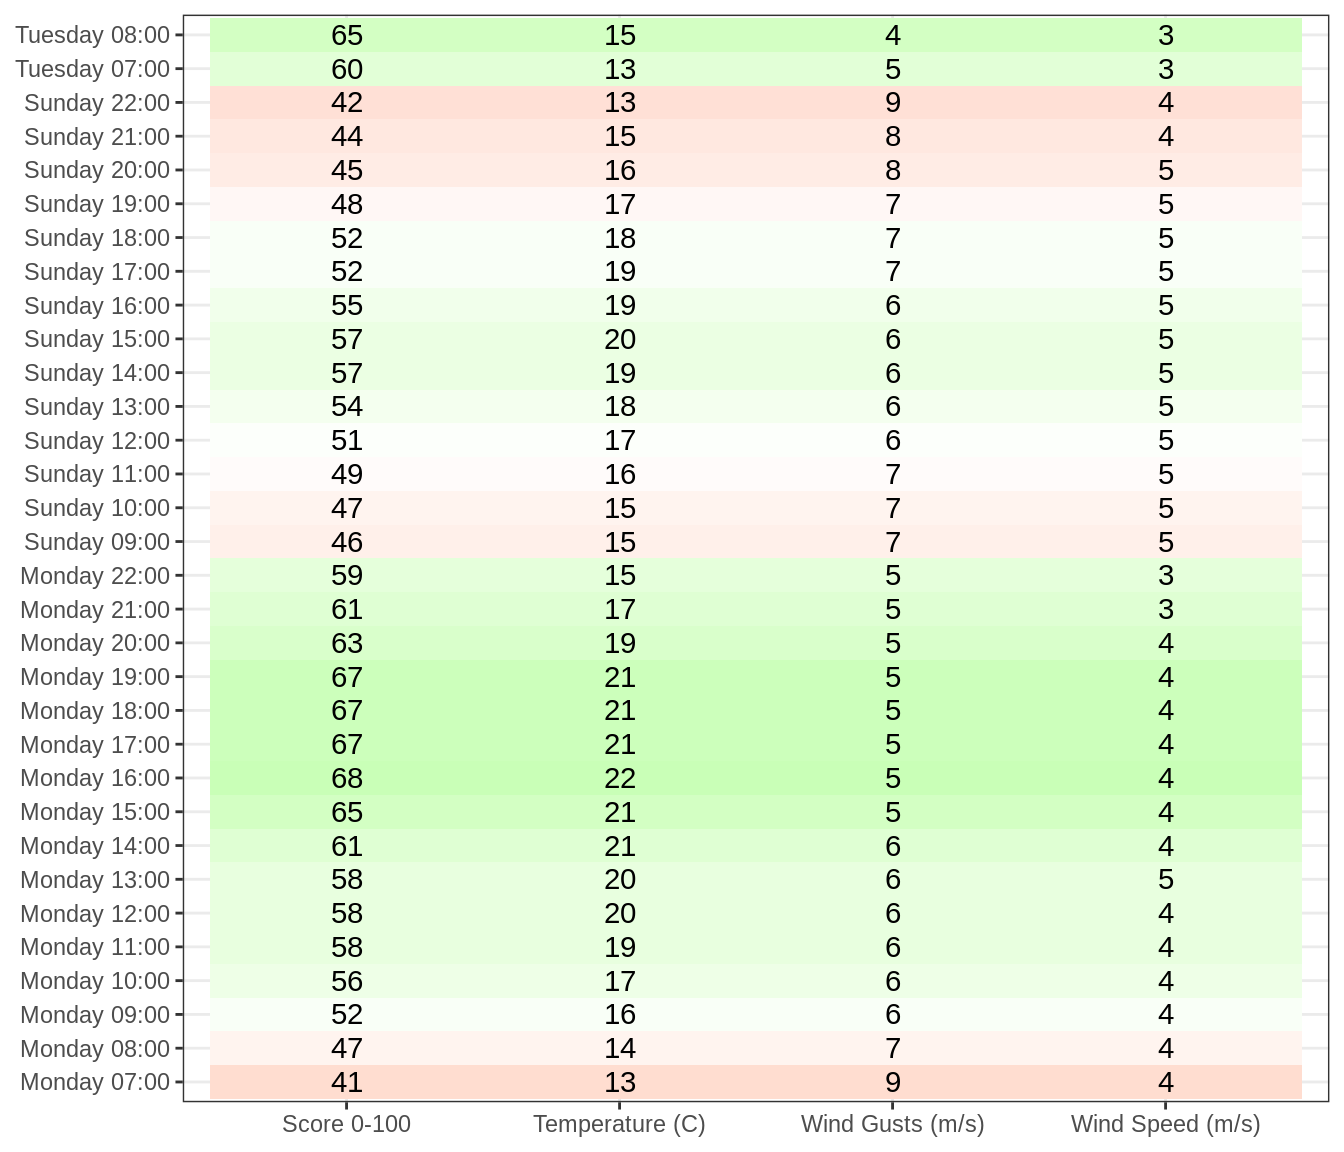 Tuesday 08:00 65 15 4 3
Tuesday 07:00 60 13 5 3
Sunday 22:00 42 13 9 4
Sunday 21:00 44 15 8 4
Sunday 20:00 45 16 8 5
Sunday 19:00 48 17 7 5
Sunday 18:00 52 18 7 5
Sunday 17:00 52 19 7 5
Sunday 16:00 55 19 6 5
Sunday 15:00 57 20 6 5
Sunday 14:00 57 19 6 5
Sunday 13:00 54 18 6 5
Sunday 12:00 51 17 6 5
Sunday 11:00 49 16 7 5
Sunday 10:00 47 15 7 5
Sunday 09:00 46 15 7 5
Monday 22:00 59 15 5 3
Monday 21:00 61 17 5 3
Monday 20:00 63 19 5 4
Monday 19:00 67 21 5 4
Monday 18:00 67 21 5 4
Monday 17:00 67 21 5 4
Monday 16:00 68 22 5 4
Monday 15:00 65 21 5 4
Monday 14:00 61 21 6 4
Monday 13:00 58 20 6 5
Monday 12:00 58 20 6 4
Monday 11:00 58 19 6 4
Monday 10:00 56 17 6 4
Monday 09:00 52 16 6 4
Monday 08:00 47 14 7 4
Monday 07:00 41 13 9 4
Score 0-100 Temperature (C) Wind Gusts (m/s) Wind Speed (m/s)